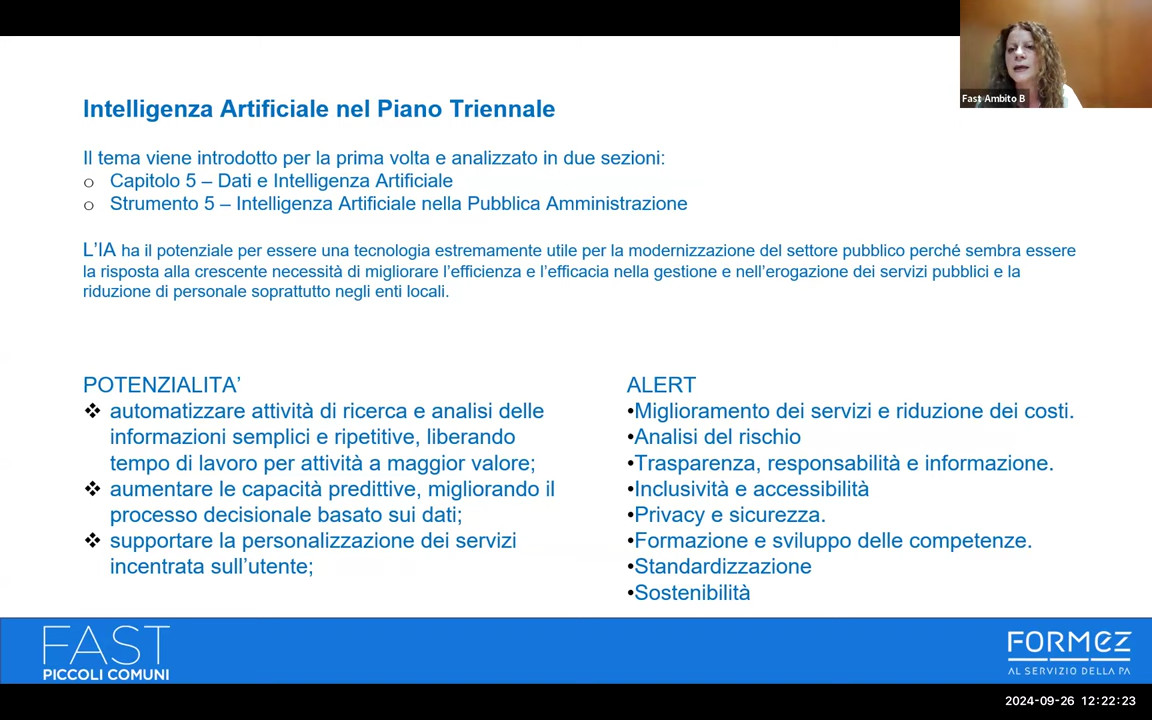 Fast Ambito B
Intelligenza Artificiale nel Piano Triennale
Il tema viene introdotto per la prima volta e analizzato in due sezioni:
o Capitolo 5 – Dati e Intelligenza Artificiale
o Strumento 5 – Intelligenza Artificiale nella Pubblica Amministrazione
L'IA ha il potenziale per essere una tecnologia estremamente utile per la modernizzazione del settore pubblico perché sembra essere
la risposta alla crescente necessità di migliorare l'efficienza e l'efficacia nella gestione e nell'erogazione dei servizi pubblici e la
riduzione di personale soprattutto negli enti locali.
POTENZIALITA'
❖ automatizzare attività di ricerca e analisi delle
informazioni semplici e ripetitive, liberando
tempo di lavoro per attività a maggior valore;
❖ aumentare le capacità predittive, migliorando il
processo decisionale basato sui dati;
❖ supportare la personalizzazione dei servizi
incentrata sull'utente;
ALERT
•Miglioramento dei servizi e riduzione dei costi.
•Analisi del rischio
•Trasparenza, responsabilità e informazione.
•Inclusività e accessibilità
•Privacy e sicurezza.
•Formazione e sviluppo delle competenze.
•Standardizzazione
•Sostenibilità
FAST
PICCOLI COMUNI
FORMEZ
AL SERVIZIO DELLA PA
2024-09-26 12:22:23